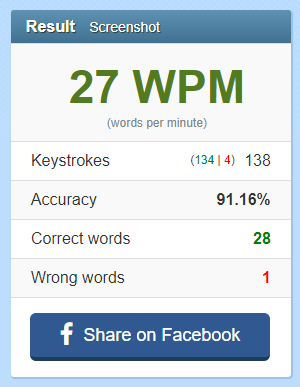 Result Screenshot
27 WPM
(words per minute)
Keystrokes (134 | 4) 138
Accuracy 91.16%
Correct words 28
Wrong words 1
f Share on Facebook